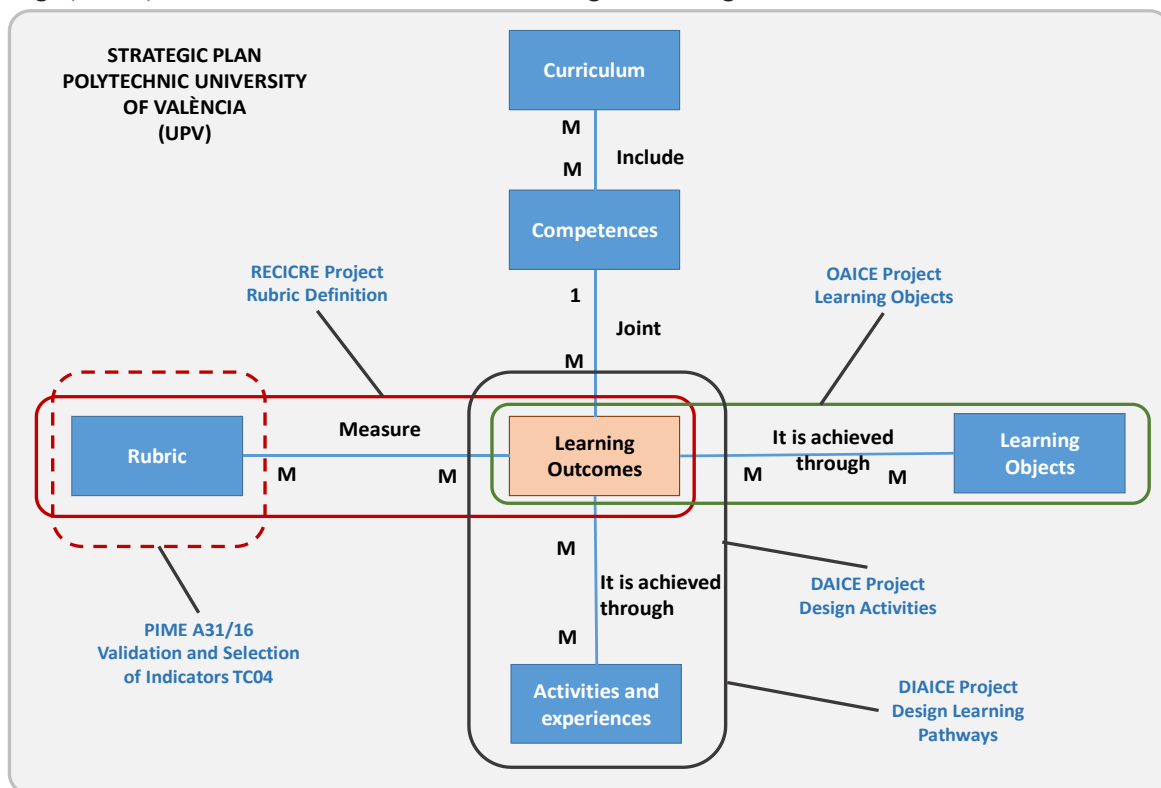 STRATEGIC PLAN
POLYTECHNIC UNIVERSITY
OF VALÈNCIA
(UPV)
Curriculum
M
Include
M
Competences
RECICRE Project
Rubric Definition
OAICE Project
Learning Objects
1
Joint
M
Rubric
Measure
M
M
Learning
Outcomes
It is achieved
through
M
M
Learning
Objects
M
It is achieved
through
M
DAICE Project
Design Activities
PIME A31/16
Validation and Selection
of Indicators TC04
Activities and
experiences
DIAICE Project
Design Learning
Pathways